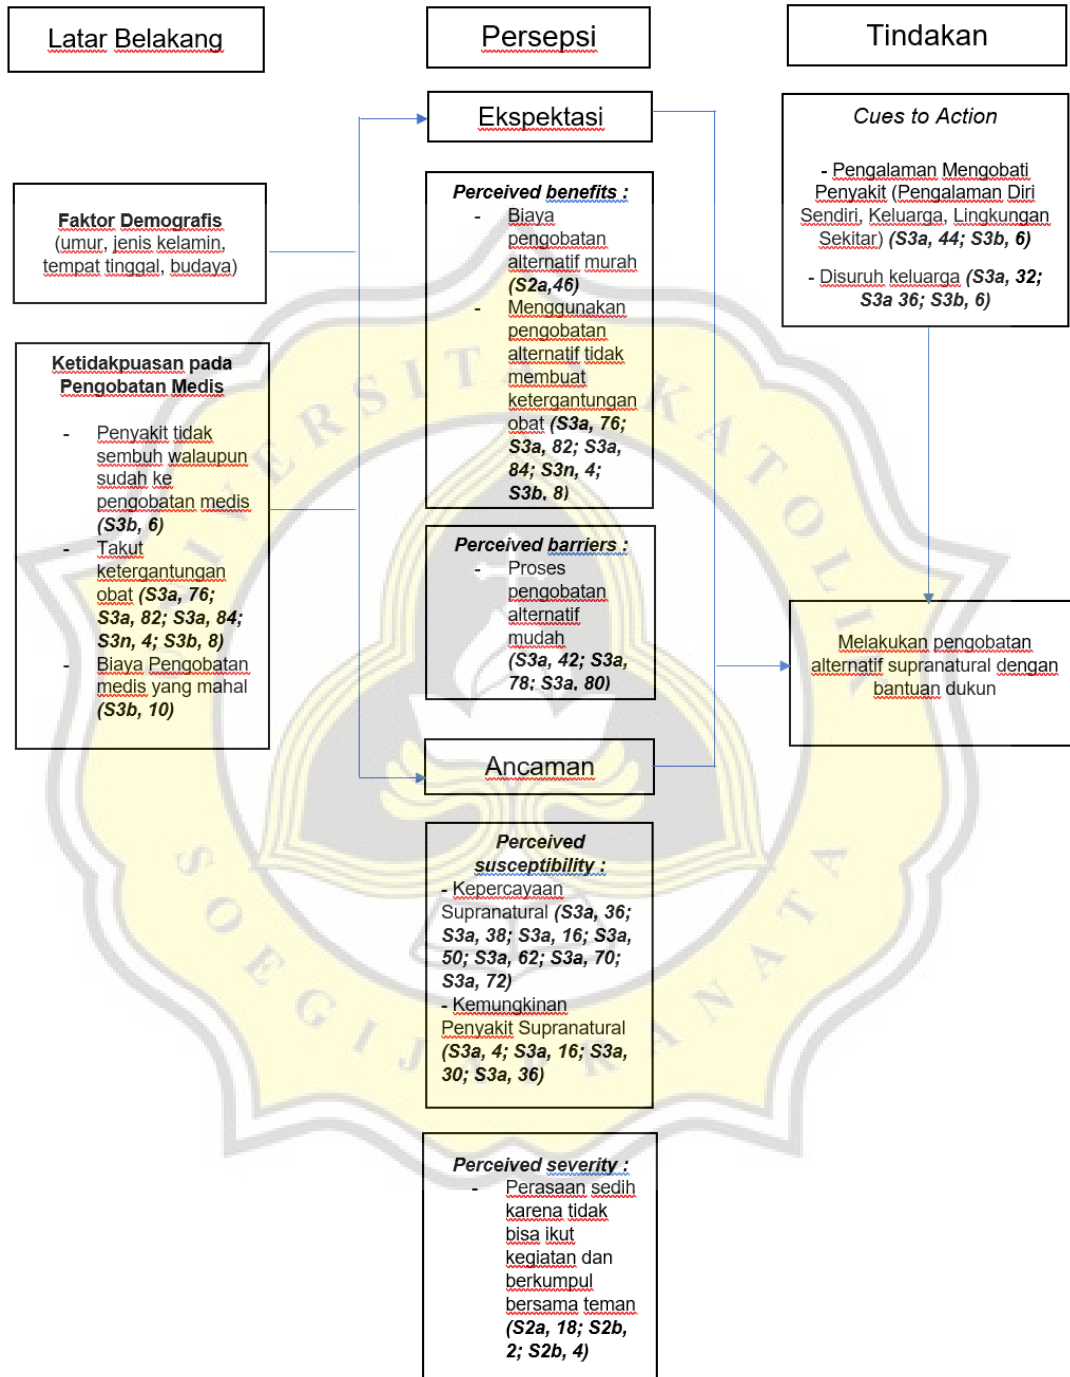 Latar Belakang
Persepsi
Tindakan
Faktor Demografis
(umur, jenis kelamin,
tempat tinggal, budaya)
Ketidakpuasan pada
Pengobatan Medis
- Penyakit tidak
sembuh walaupun
sudah ke
pengobatan medis
(S3b, 6)
- Takut
ketergantungan
obat (S3a, 76;
S3a, 82; S3a, 84;
S3n, 4; S3b, 8)
- Biaya Pengobatan
medis yang mahal
(S3b, 10)
Ekspektasi
Perceived benefits :
- Biaya
pengobatan
alternatif murah
(S2a,46)
- Menggunakan
pengobatan
alternatif tidak
membuat
ketergantungan
obat (S3a, 76;
S3a, 82; S3a,
84; S3n, 4;
S3b, 8)
Perceived barriers :
- Proses
pengobatan
alternatif
mudah
(S3a, 42; S3a,
78; S3a, 80)
Ancaman
Perceived
susceptibility :
- Kepercayaan
Supranatural (S3a, 36;
S3a, 38; S3a, 16; S3a,
50; S3a, 62; S3a, 70;
S3a, 72)
- Kemungkinan
Penyakit Supranatural
(S3a, 4; S3a, 16; S3a,
30; S3a, 36)
Perceived severity :
- Perasaan sedih
karena tidak
bisa ikut
kegiatan dan
berkumpul
bersama teman
(S2a, 18; S2b,
2; S2b, 4)
Cues to Action
- Pengalaman Mengobati
Penyakit (Pengalaman Diri
Sendiri, Keluarga, Lingkungan
Sekitar) (S3a, 44; S3b, 6)
- Disuruh keluarga (S3a, 32;
S3a 36; S3b, 6)
Melakukan pengobatan
alternatif supranatural dengan
bantuan dukun
UNIVERSITAS KATOLIK
SOEGIJAPRANATA